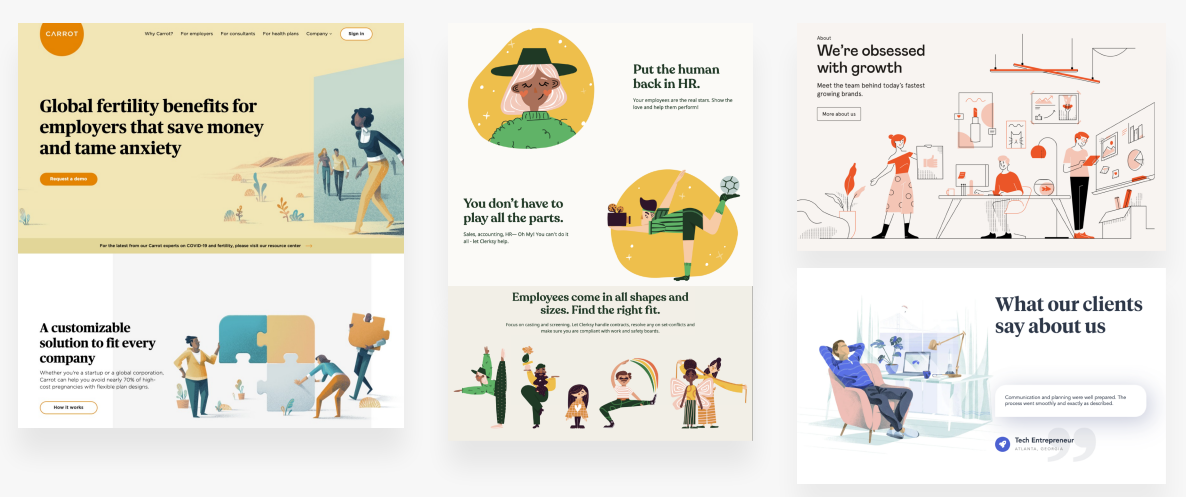 CARROT
Why Carrot?
For employers
For consultants
For health plans
Company
Sign in
Global fertility benefits for
employers that save money
and tame anxiety
Request a demo
For the latest from our Carrot experts on COVID-19 and fertility, please visit our resource center
A customizable
solution to fit every
company
Whether you're a startup or a global corporation,
Carrot can help you avoid nearly 70% of high-
cost pregnancies with flexible plan designs.
How it works
Put the human
back in HR.
Your employees are the real stars. Show the
love and help them perform!
You don't have to
play all the parts.
Sales, accounting, HR— Oh My! You can't do it
all - let Clerksy help.
Employees come in all shapes and
sizes. Find the right fit.
Focus on casting and screening. Let Clerksy handle contracts, resolve any on set conflicts and
make sure you are compliant with work and safety boards.
About
We're obsessed
with growth
Meet the team behind today's fastest
growing brands.
More about us
What our clients
say about us
Communication and planning were well prepared. The
process went smoothly and exactly as described.
Tech Entrepreneur
ATLANTA, GEORGIA